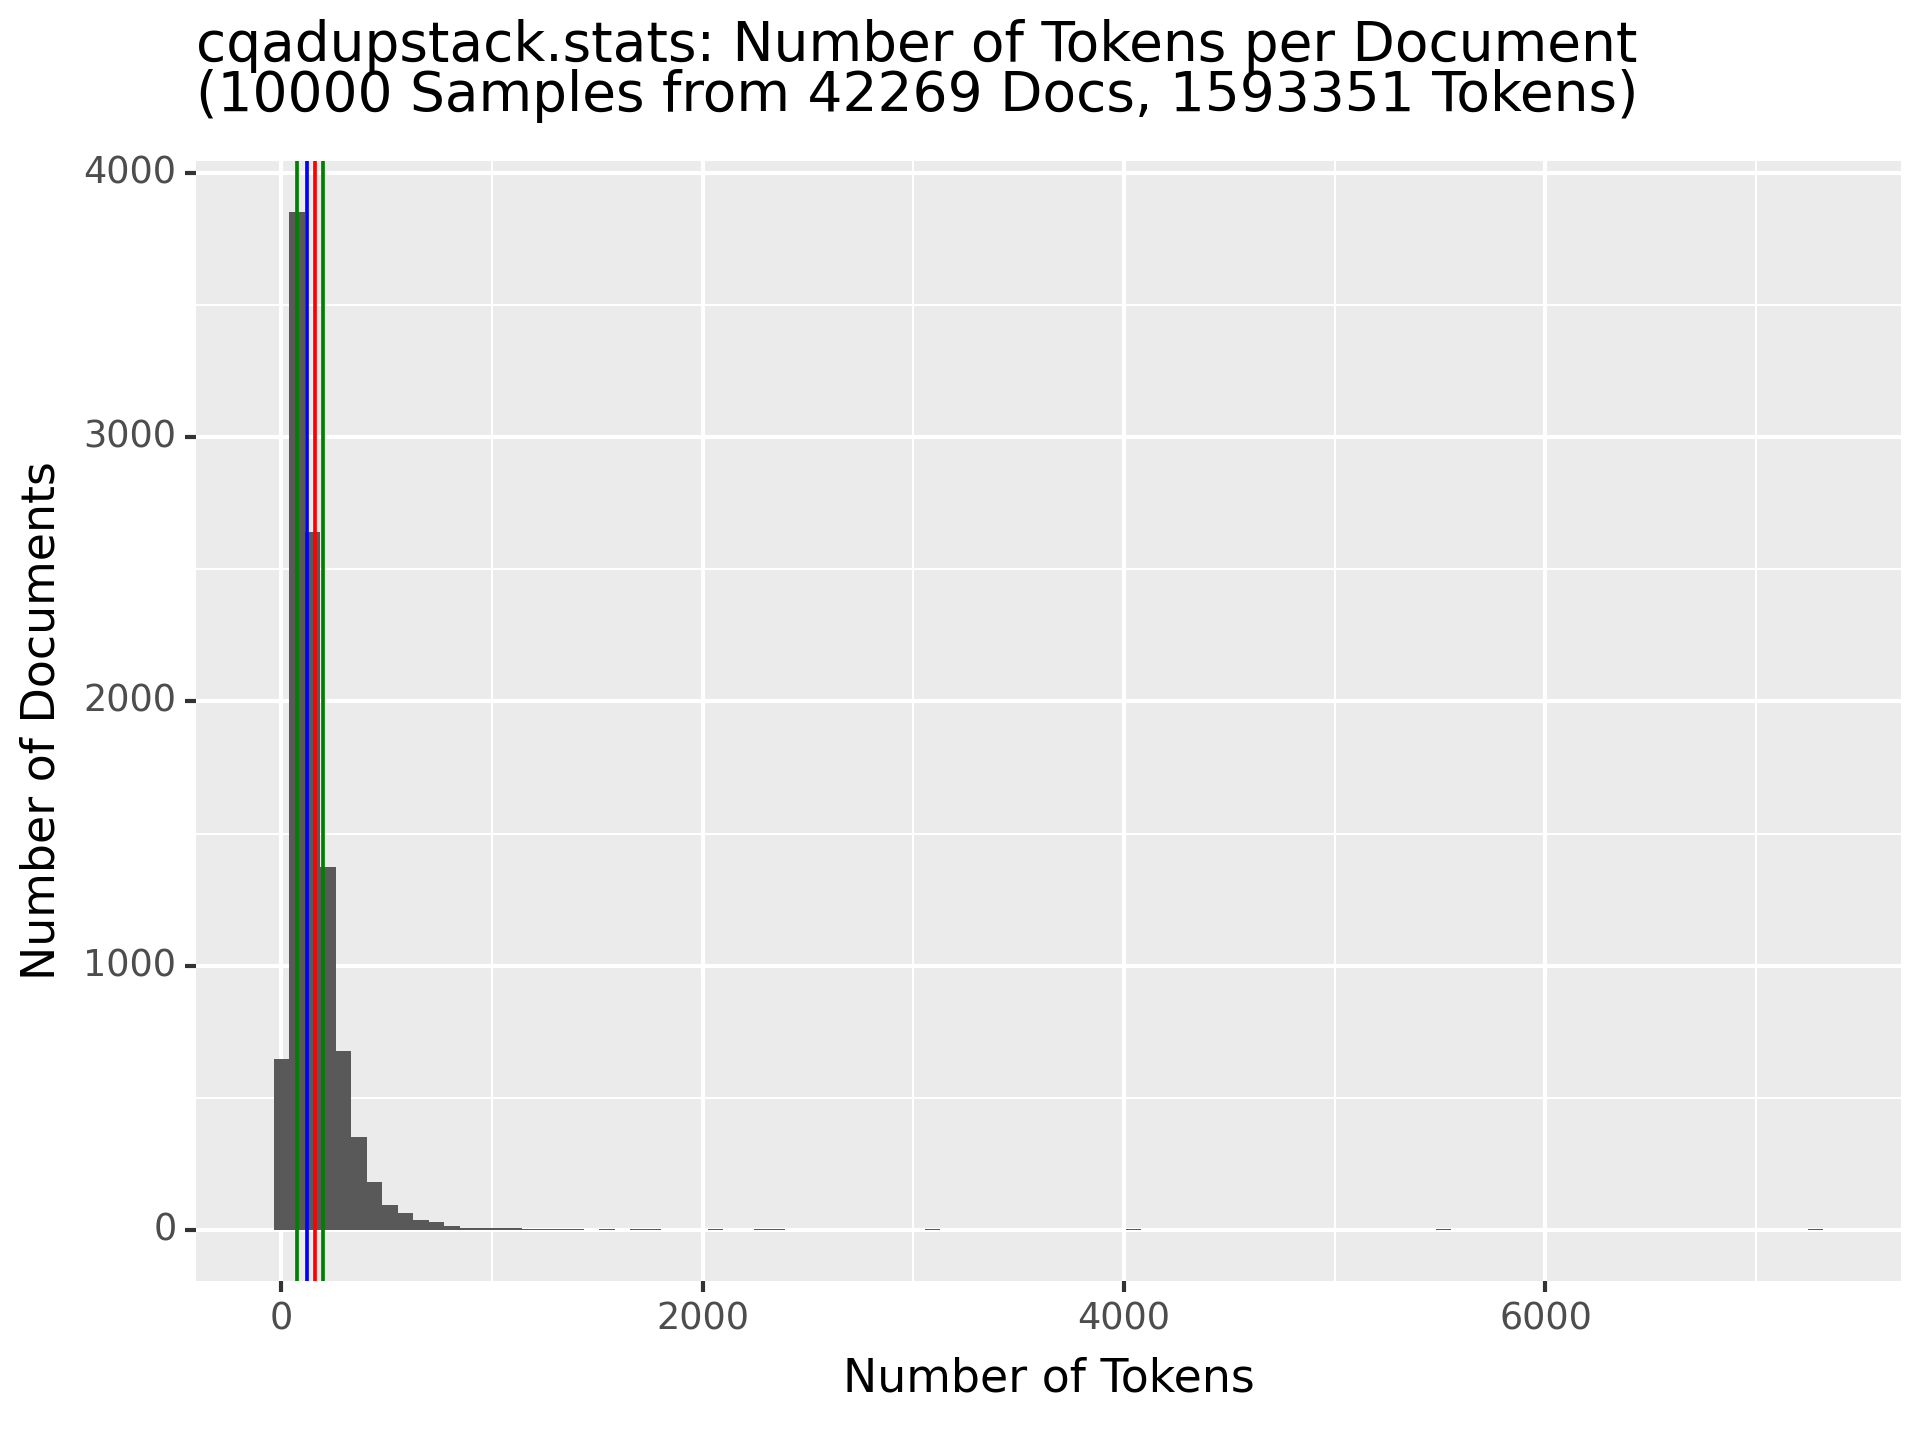 cqadupstack.stats: Number of Tokens per Document
(10000 Samples from 42269 Docs, 1593351 Tokens)
4000
3000
2000
1000
0
Number of Documents
0 2000 4000 6000
Number of Tokens